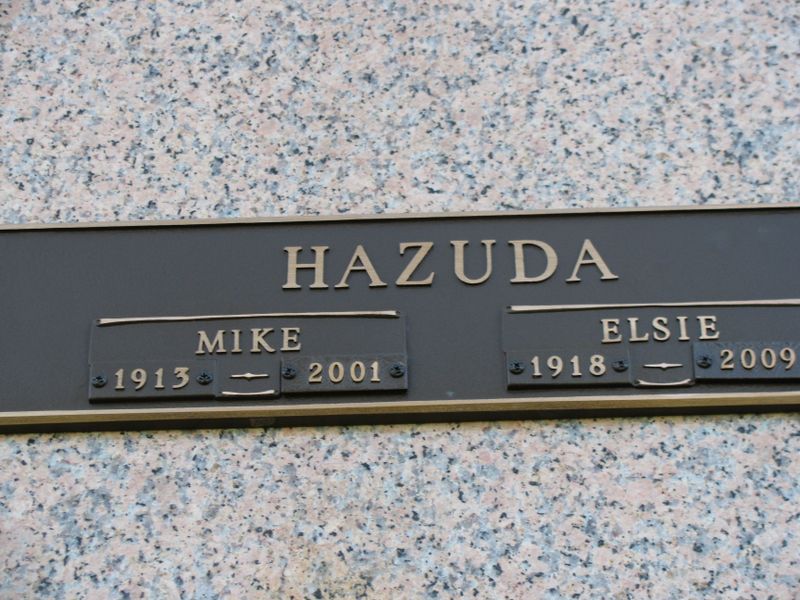 HAZUDA
MIKE
1913 - 2001
ELSIE
1918 - 2009